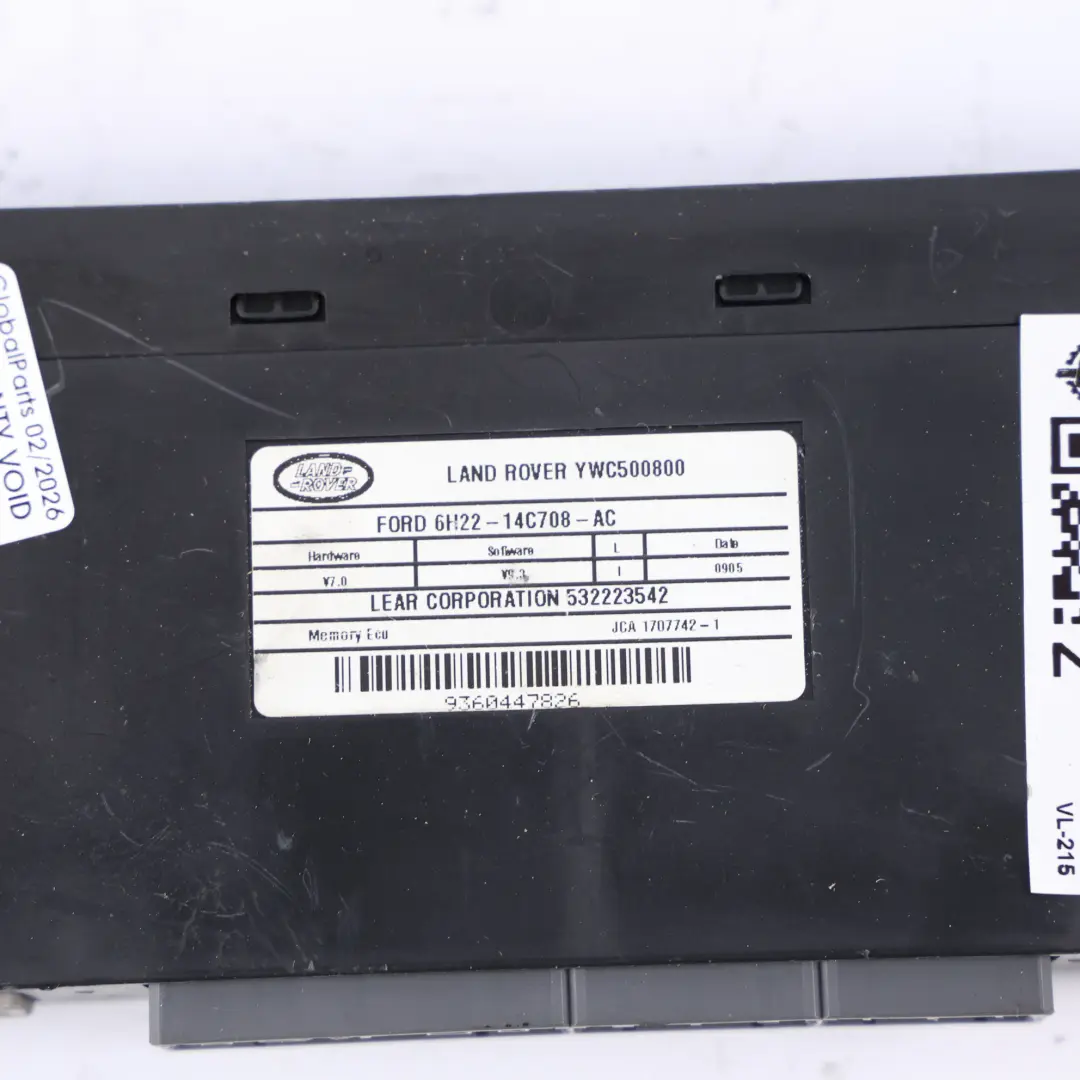 GlobalParts 02/2026
VOID
LAND-
-ROVER
LAND ROVER YWC500800
FORD 6H22-14C708-AC
Hardware Software L Date
V7.0 I 0905
LEAR CORPORATION 532223542
Memory Ecu JCA 1707742-1
9360447826
VL-215